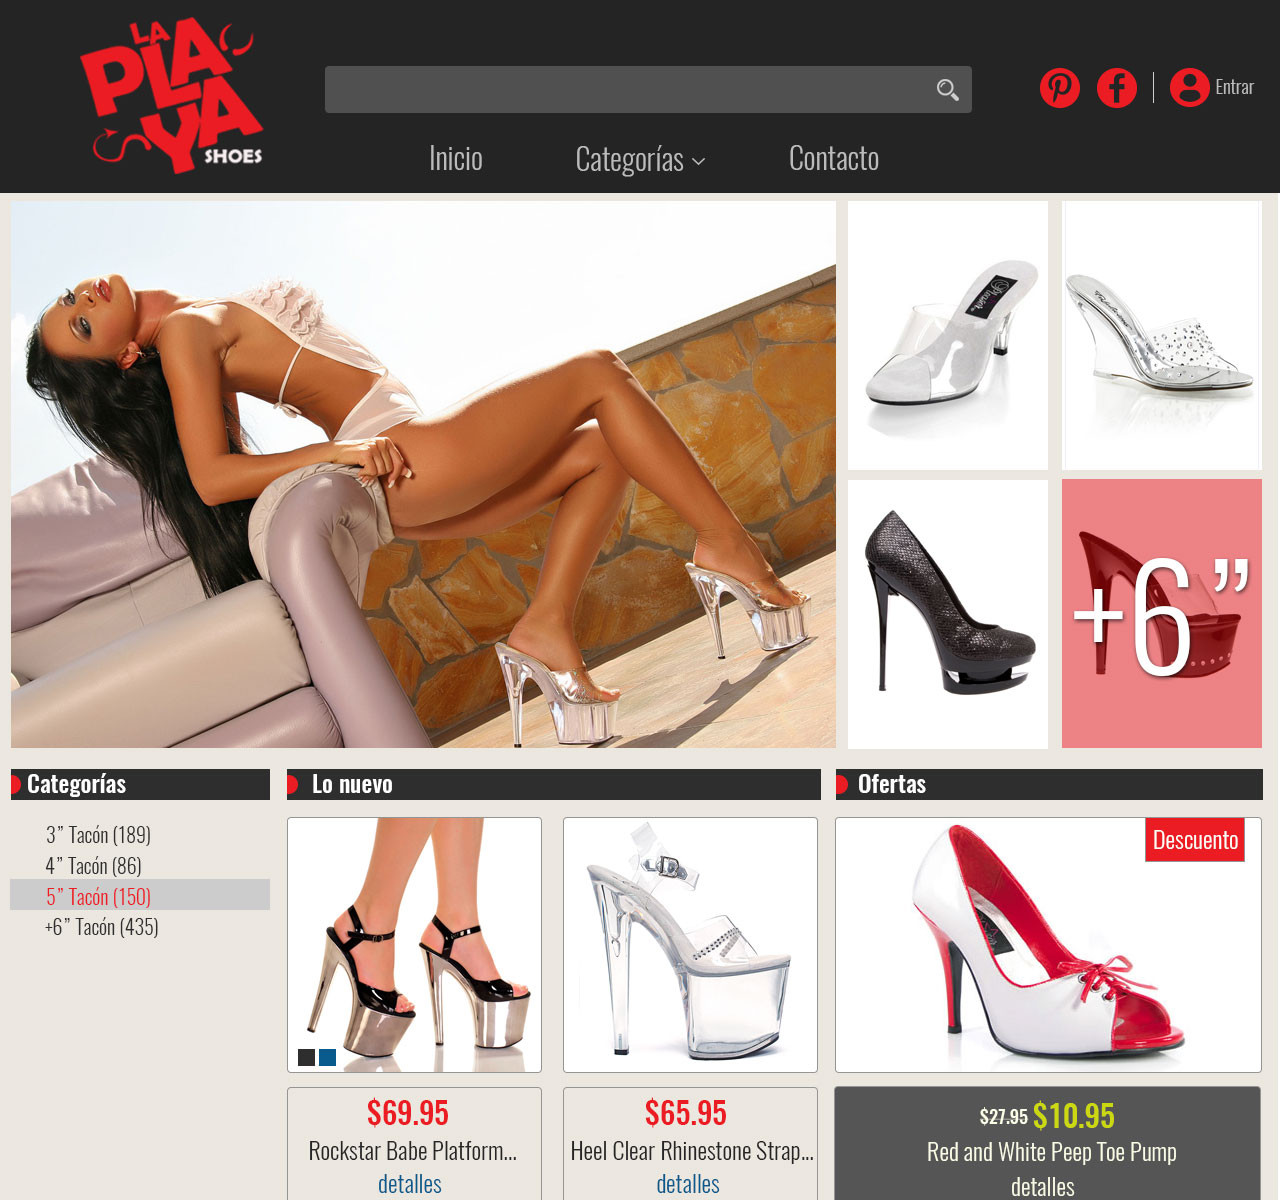 LA
PLA
YA
SHOES
Entrar
Inicio
Categorías
Contacto
+6”
Categorías
Lo nuevo
Ofertas
3” Tacón (189)
4” Tacón (86)
5” Tacón (150)
+6” Tacón (435)
Descuento
$69.95
Rockstar Babe Platform...
detalles
$65.95
Heel Clear Rhinestone Strap...
detalles
$27.95 $10.95
Red and White Peep Toe Pump
detalles